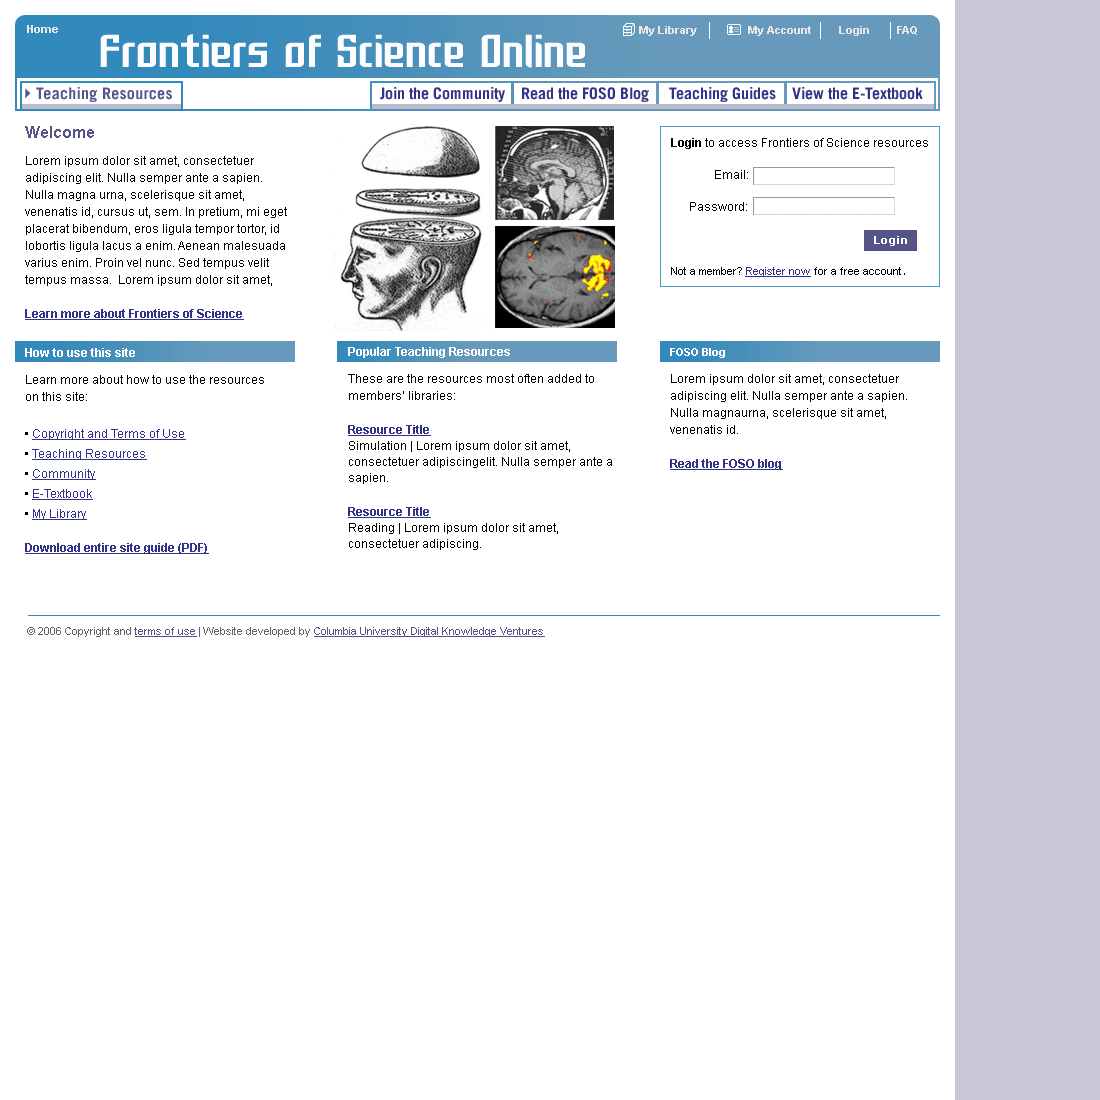 Home
My Library
My Account
Login
FAQ
Frontiers of Science Online
Teaching Resources
Join the Community
Read the FOSO Blog
Teaching Guides
View the E-Textbook
Welcome
Lorem ipsum dolor sit amet, consectetuer
adipiscing elit. Nulla semper ante a sapien.
Nulla magna urna, scelerisque sit amet,
venenatis id, cursus ut, sem. In pretium, mi eget
placerat bibendum, eros ligula tempor tortor, id
lobortis ligula lacus a enim. Aenean malesuada
varius enim. Proin vel nunc. Sed tempus velit
tempus massa. Lorem ipsum dolor sit amet,
Learn more about Frontiers of Science
Login to access Frontiers of Science resources
Email:
Password:
Login
Not a member? Register now for a free account.
How to use this site
Learn more about how to use the resources
on this site:
• Copyright and Terms of Use
• Teaching Resources
• Community
• E-Textbook
• My Library
Download entire site guide (PDF)
Popular Teaching Resources
These are the resources most often added to
members' libraries:
Resource Title
Simulation | Lorem ipsum dolor sit amet,
consectetuer adipiscingelit. Nulla semper ante a
sapien.
Resource Title
Reading | Lorem ipsum dolor sit amet,
consectetuer adipiscing.
FOSO Blog
Lorem ipsum dolor sit amet, consectetuer
adipiscing elit. Nulla semper ante a sapien.
Nulla magnaurna, scelerisque sit amet,
venenatis id.
Read the FOSO blog
© 2006 Copyright and terms of use | Website developed by Columbia University Digital Knowledge Ventures